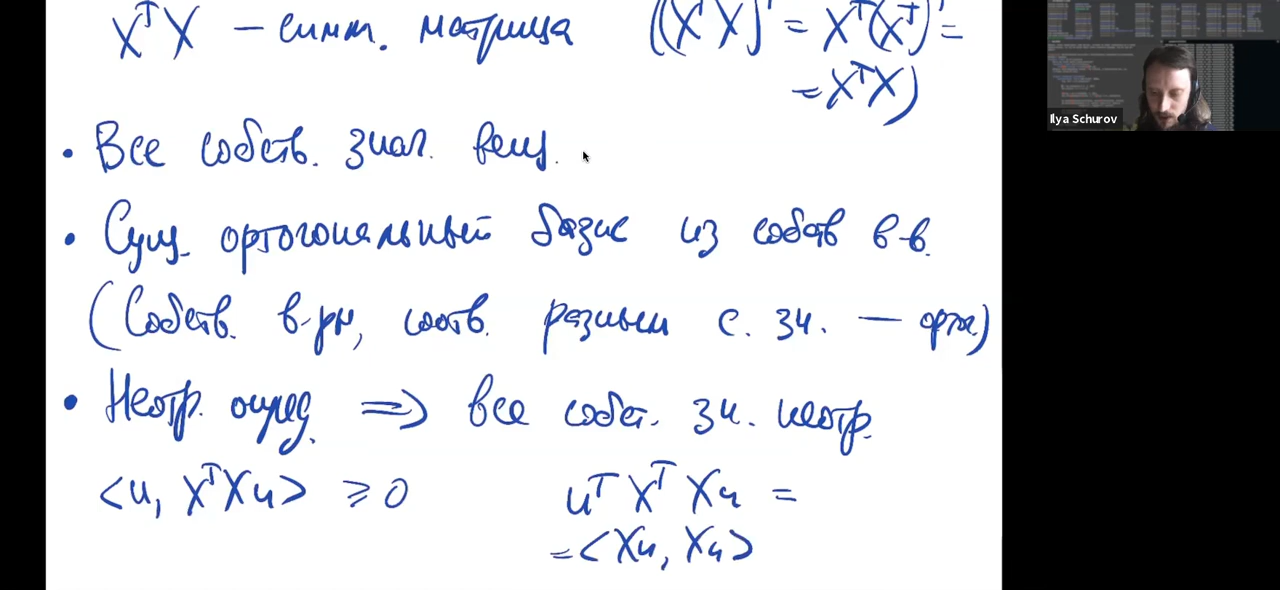 XᵀX — симм. матрица ((XᵀX)ᵀ = Xᵀ(Xᵀ)ᵀ =
= XᵀX)
• Все собств. знач. вещ.
• Сущ. ортогональный базис из собств в-в.
(Собств. в-ры, соотв. разным с. зн. — орт)
• Неотр. опред. => все собст. зн. неотр.
<u, XᵀXu> ⩾ 0 uᵀXᵀXu =
= <Xu, Xu>
Ilya Schurov